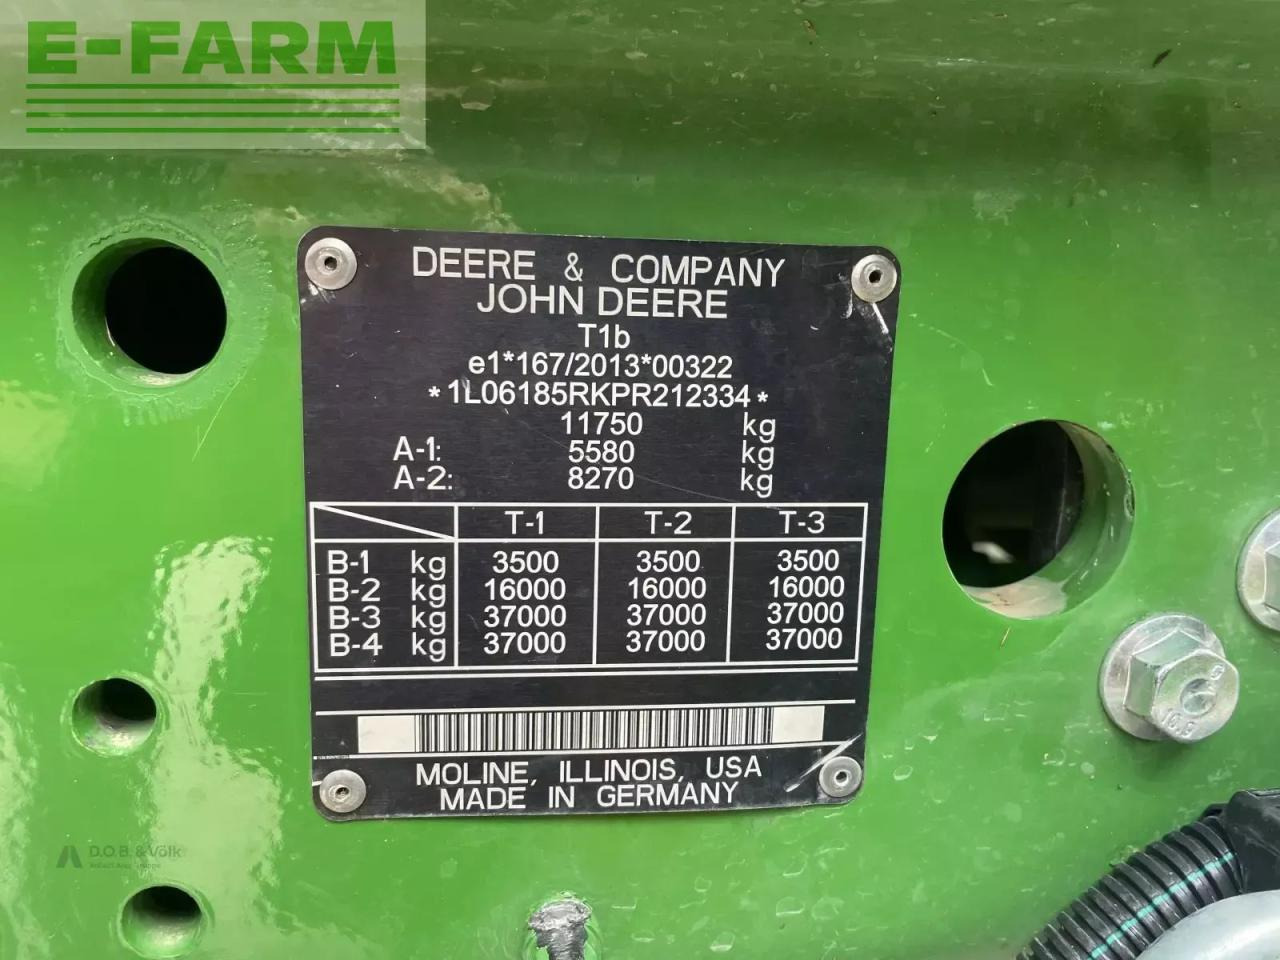 E-FARM
DEERE & COMPANY
JOHN DEERE
T1b
e1*167/2013*00322
*1L06185RKPR212334*
11750 kg
A-1: 5580 kg
A-2: 8270 kg
T-1 T-2 T-3
B-1 kg 3500 3500 3500
B-2 kg 16000 16000 16000
B-3 kg 37000 37000 37000
B-4 kg 37000 37000 37000
MOLINE, ILLINOIS, USA
MADE IN GERMANY
10.9
D.O.B. & Völk